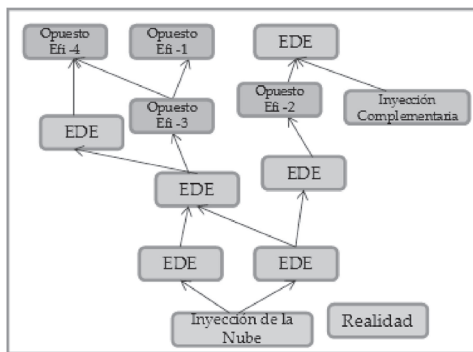 Opuesto
Efi -4
Opuesto
Efi -1
EDE
Opuesto
Efi -2
Inyección
Complementaria
Opuesto
Efi -3
EDE
EDE
EDE
EDE
EDE
Inyección de la
Nube
Realidad